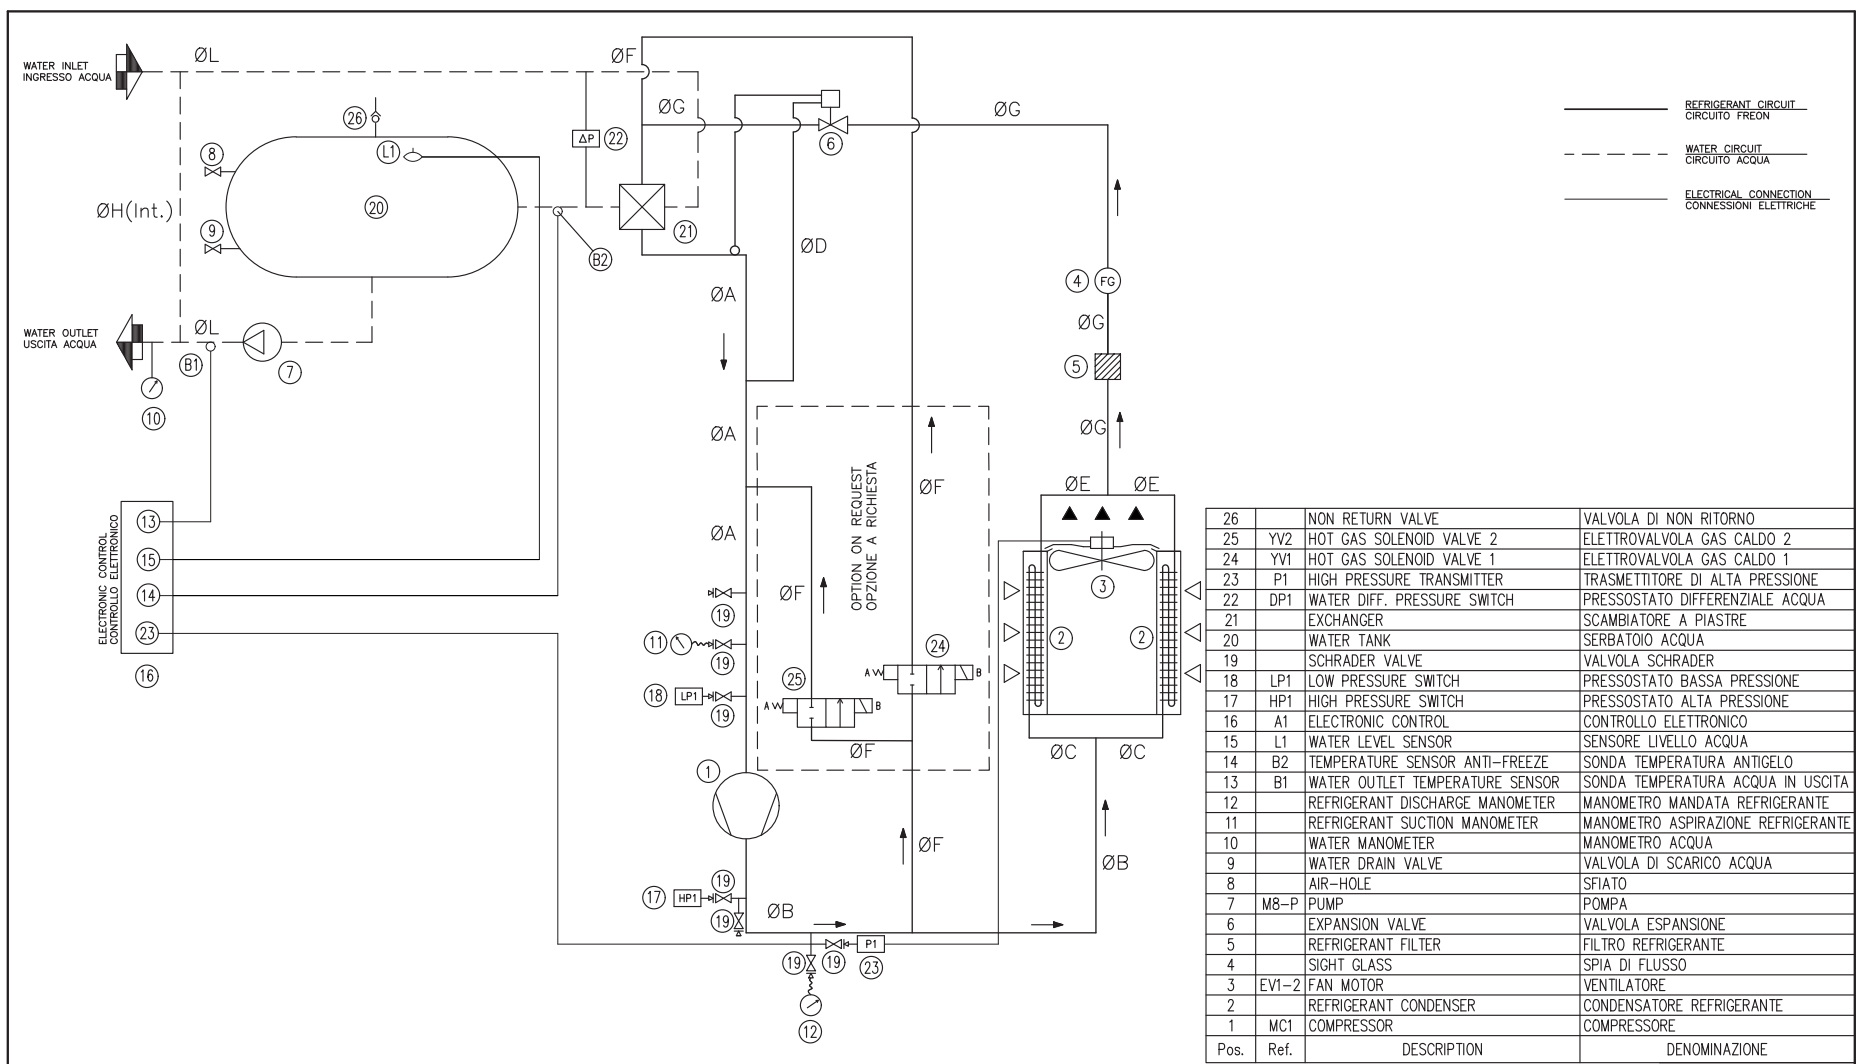 WATER INLET
INGRESSO ACQUA
ØL
ØF
26
ØG
ØG
6
ΔP
22
L1
8
ØH(Int.)
20
9
21
B2
ØD
ØA
WATER OUTLET
USCITA ACQUA
ØL
B1
7
10
4
FG
ØG
5
ØG
ØA
ØF
ØA
OPTION ON REQUEST
OPZIONE A RICHIESTA
ØF
ØE
ØE
3
2
2
ELECTRONIC CONTROL
CONTROLLO ELETTRONICO
13
15
14
23
16
19
11
19
18
LP1
19
25
A
B
24
A
B
ØF
ØC
ØC
1
ØF
ØB
17
HP1
19
19
ØB
19
19
P1
23
12
REFRIGERANT CIRCUIT
CIRCUITO FREON
WATER CIRCUIT
CIRCUITO ACQUA
ELECTRICAL CONNECTION
CONNESSIONI ELETTRICHE
26 NON RETURN VALVE VALVOLA DI NON RITORNO
25 YV2 HOT GAS SOLENOID VALVE 2 ELETTROVALVOLA GAS CALDO 2
24 YV1 HOT GAS SOLENOID VALVE 1 ELETTROVALVOLA GAS CALDO 1
23 P1 HIGH PRESSURE TRANSMITTER TRASMETTITORE DI ALTA PRESSIONE
22 DP1 WATER DIFF. PRESSURE SWITCH PRESSOSTATO DIFFERENZIALE ACQUA
21 EXCHANGER SCAMBIATORE A PIASTRE
20 WATER TANK SERBATOIO ACQUA
19 SCHRADER VALVE VALVOLA SCHRADER
18 LP1 LOW PRESSURE SWITCH PRESSOSTATO BASSA PRESSIONE
17 HP1 HIGH PRESSURE SWITCH PRESSOSTATO ALTA PRESSIONE
16 A1 ELECTRONIC CONTROL CONTROLLO ELETTRONICO
15 L1 WATER LEVEL SENSOR SENSORE LIVELLO ACQUA
14 B2 TEMPERATURE SENSOR ANTI-FREEZE SONDA TEMPERATURA ANTIGELO
13 B1 WATER OUTLET TEMPERATURE SENSOR SONDA TEMPERATURA ACQUA IN USCITA
12 REFRIGERANT DISCHARGE MANOMETER MANOMETRO MANDATA REFRIGERANTE
11 REFRIGERANT SUCTION MANOMETER MANOMETRO ASPIRAZIONE REFRIGERANTE
10 WATER MANOMETER MANOMETRO ACQUA
9 WATER DRAIN VALVE VALVOLA DI SCARICO ACQUA
8 AIR-HOLE SFIATO
7 M8-P PUMP POMPA
6 EXPANSION VALVE VALVOLA ESPANSIONE
5 REFRIGERANT FILTER FILTRO REFRIGERANTE
4 SIGHT GLASS SPIA DI FLUSSO
3 EV1-2 FAN MOTOR VENTILATORE
2 REFRIGERANT CONDENSER CONDENSATORE REFRIGERANTE
1 MC1 COMPRESSOR COMPRESSORE
Pos. Ref. DESCRIPTION DENOMINAZIONE